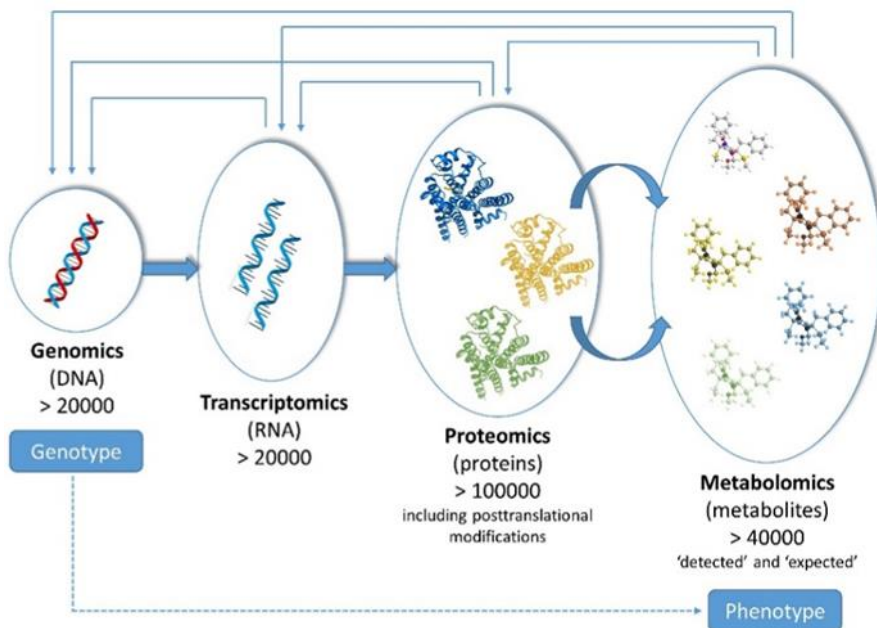 Genomics
(DNA)
> 20000
Genotype
Transcriptomics
(RNA)
> 20000
Proteomics
(proteins)
> 100000
including posttranslational
modifications
Metabolomics
(metabolites)
> 40000
‘detected’ and ‘expected’
Phenotype